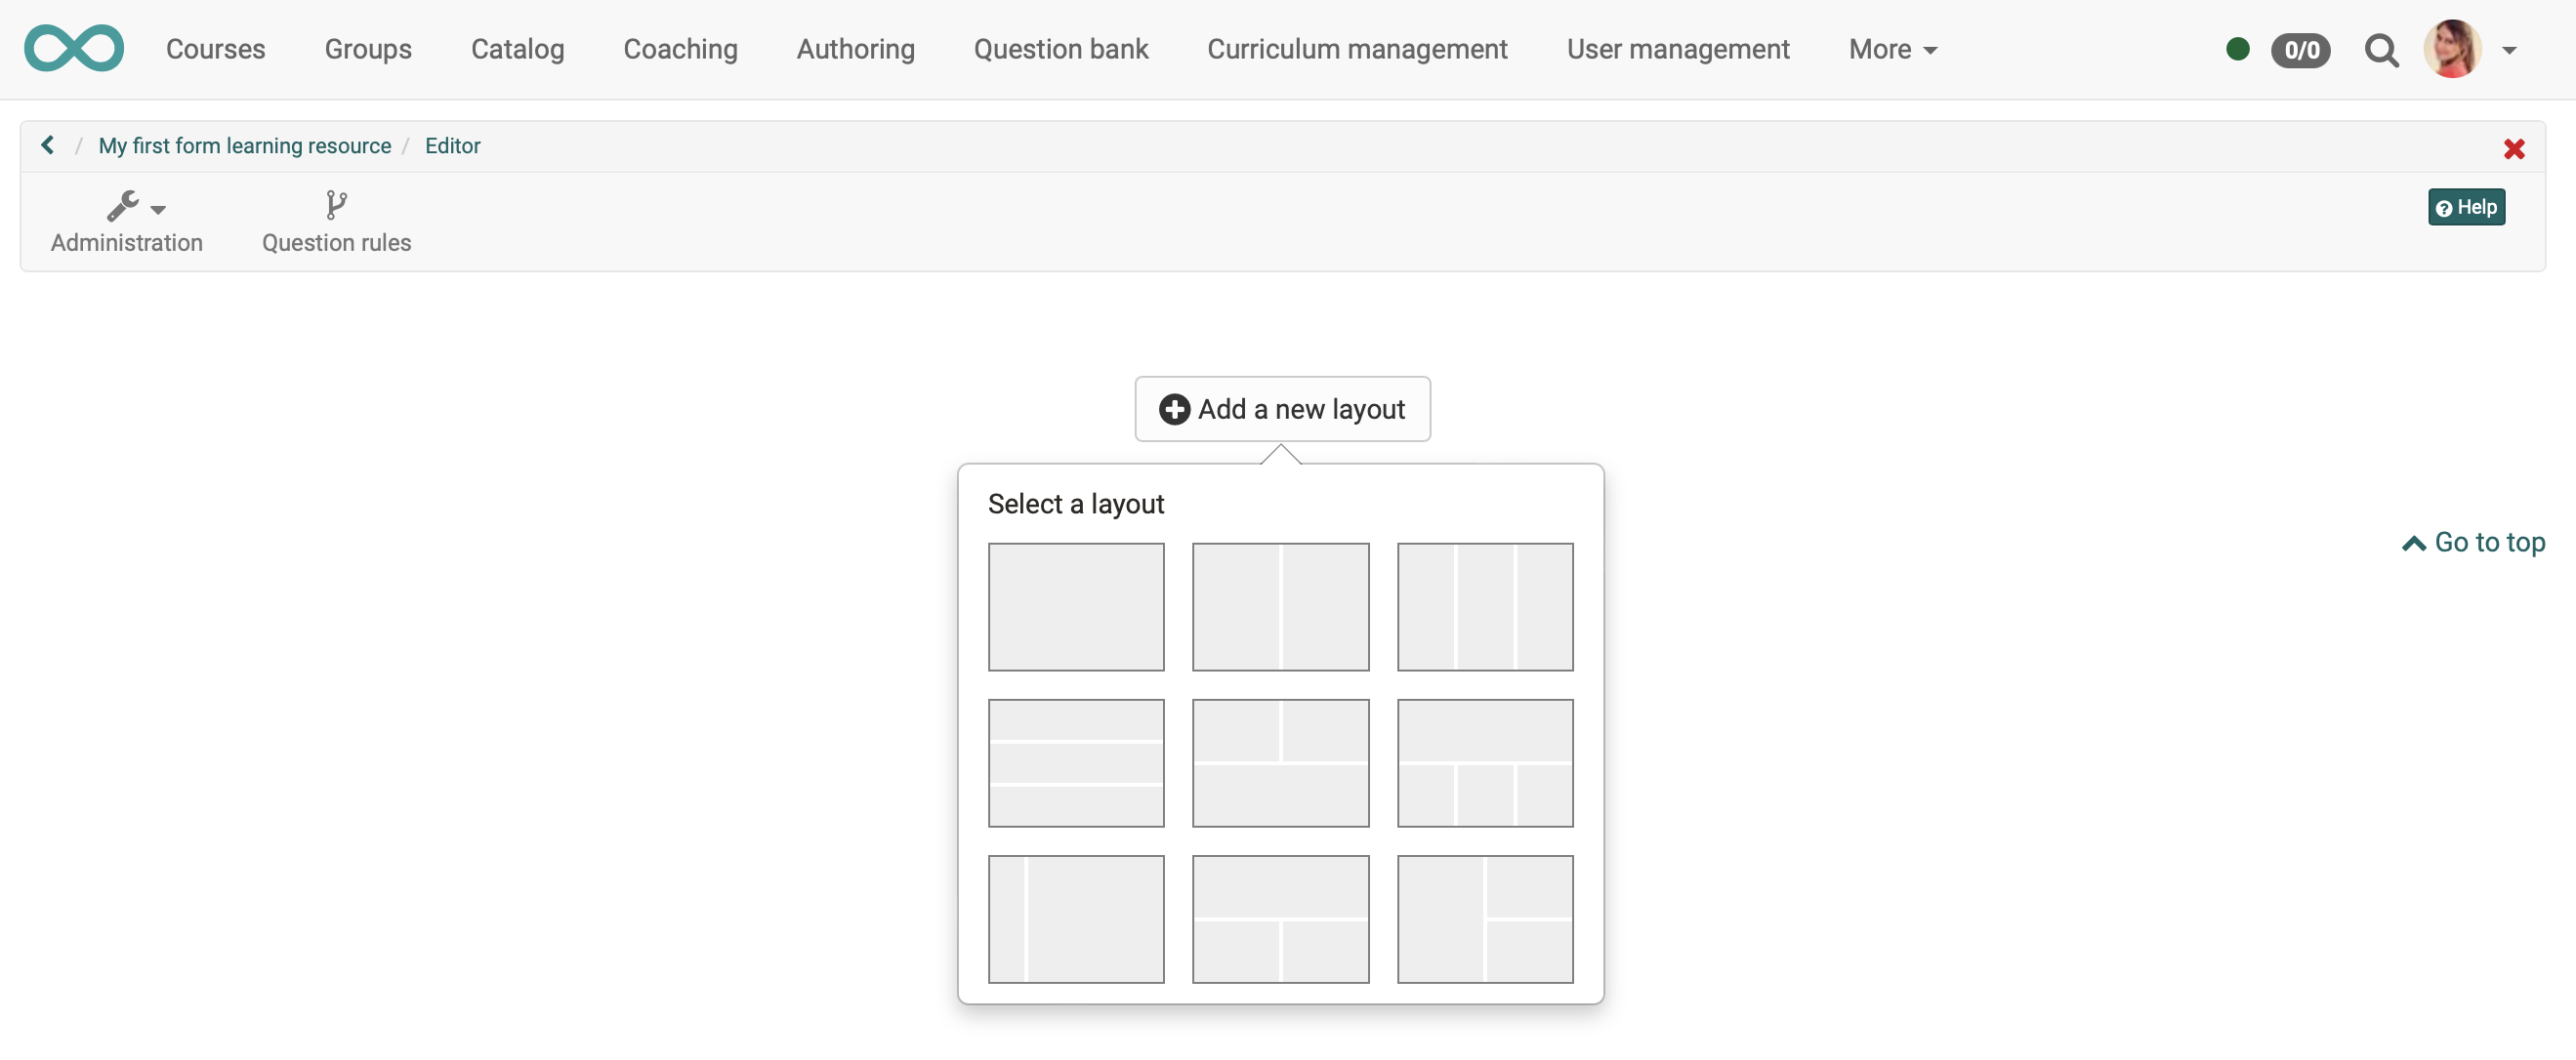 Courses Groups Catalog Coaching Authoring Question bank Curriculum management User management More 0/0
/ My first form learning resource / Editor
Administration Question rules Help
Add a new layout
Select a layout
Go to top